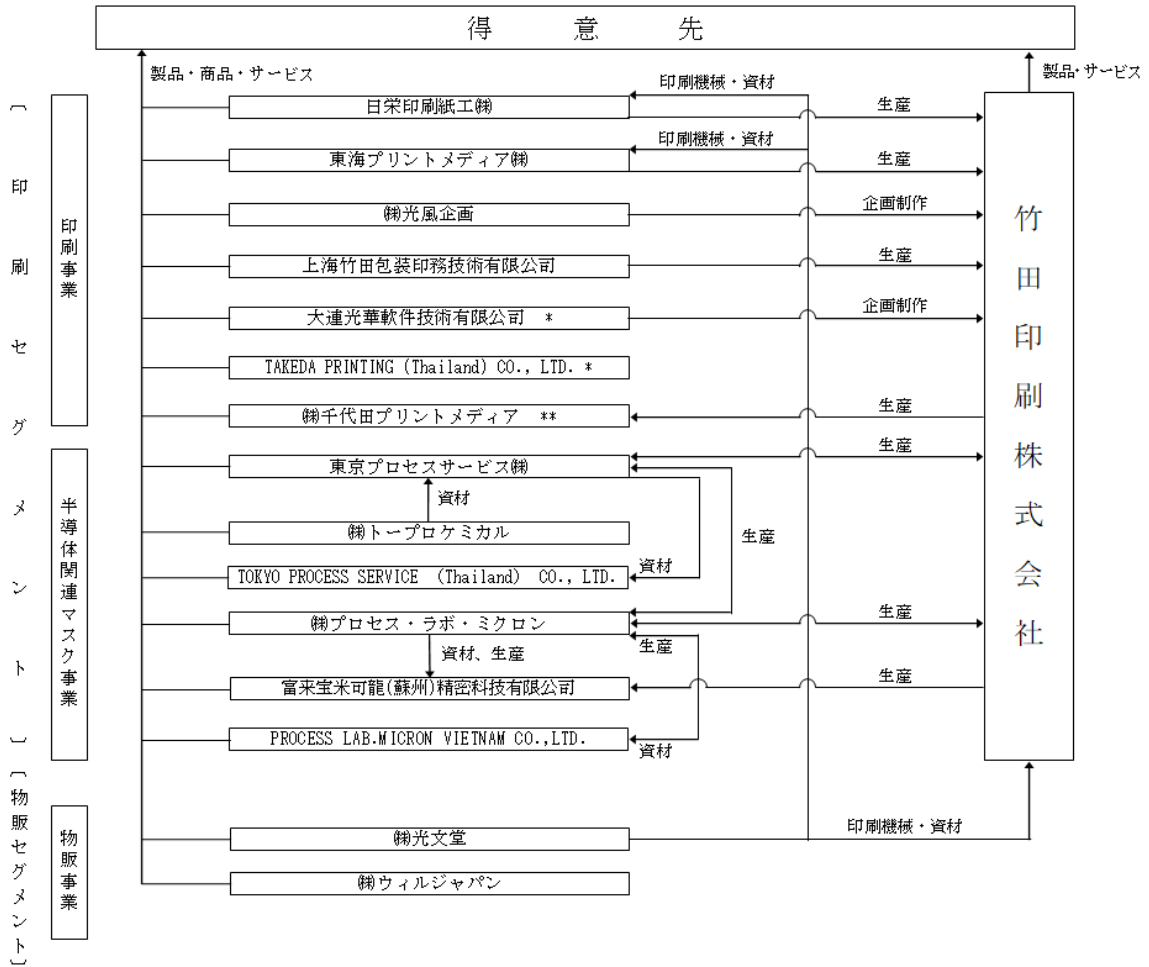 得意先
製品・商品・サービス
製品・サービス
〔印刷セグメント〕
印刷事業
日栄印刷紙工㈱
印刷機械・資材
生産
東海プリントメディア㈱
印刷機械・資材
生産
㈱光風企画
企画制作
上海竹田包装印務技術有限公司
生産
大連光華軟件技術有限公司 *
企画制作
TAKEDA PRINTING (Thailand) CO., LTD. *
㈱千代田プリントメディア **
生産
竹田印刷株式会社
半導体関連マスク事業
東京プロセスサービス㈱
生産
資材
生産
㈱トープロケミカル
TOKYO PROCESS SERVICE (Thailand) CO., LTD.
資材
㈱プロセス・ラボ・ミクロン
生産
生産
資材、生産
富来宝米可龍(蘇州)精密科技有限公司
生産
PROCESS LAB.MICRON VIETNAM CO.,LTD.
資材
〔物販セグメント〕
物販事業
㈱光文堂
印刷機械・資材
㈱ウィルジャパン